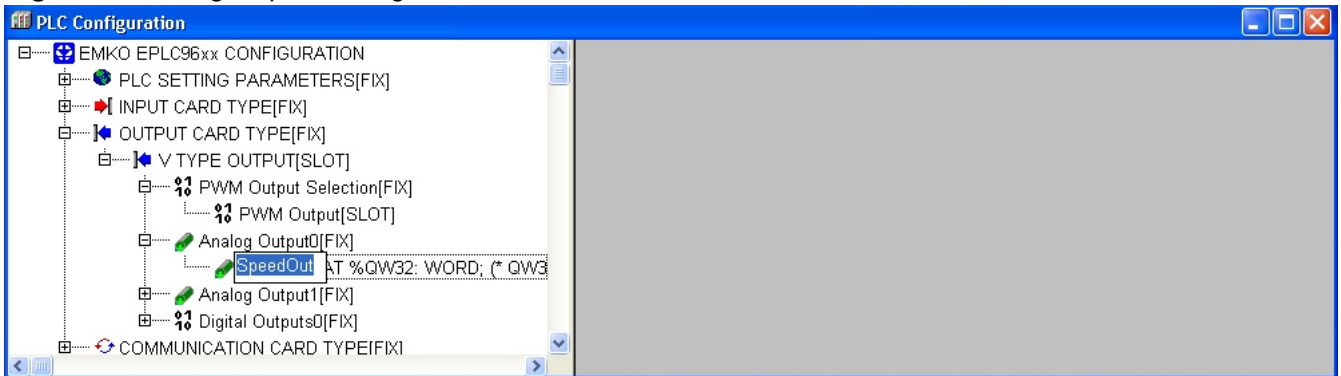 PLC Configuration
EMKO EPLC96xx CONFIGURATION
PLC SETTING PARAMETERS[FIX]
INPUT CARD TYPE[FIX]
OUTPUT CARD TYPE[FIX]
V TYPE OUTPUT[SLOT]
PWM Output Selection[FIX]
PWM Output[SLOT]
Analog Output0[FIX]
SpeedOut AT %QW32: WORD; (* QW3
Analog Output1[FIX]
Digital Outputs0[FIX]
COMMUNICATION CARD TYPE[FIX]